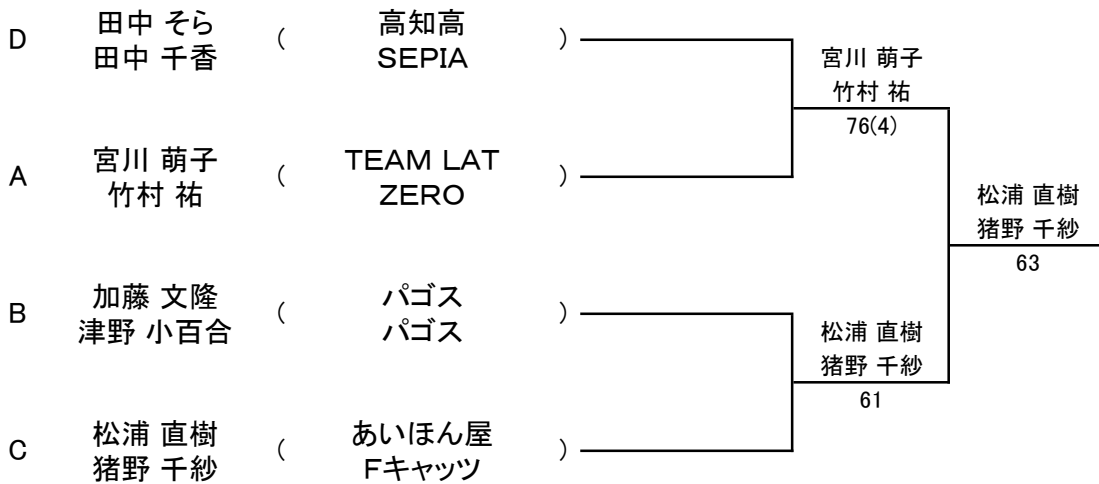 D 田中 そら ( 高知高 )
田中 千香 SEPIA
宮川 萌子
竹村 祐
76(4)
A 宮川 萌子 ( TEAM LAT )
竹村 祐 ZERO
松浦 直樹
猪野 千紗
63
B 加藤 文隆 ( パゴス )
津野 小百合 パゴス
松浦 直樹
猪野 千紗
61
C 松浦 直樹 ( あいほん屋 )
猪野 千紗 Fキャッツ